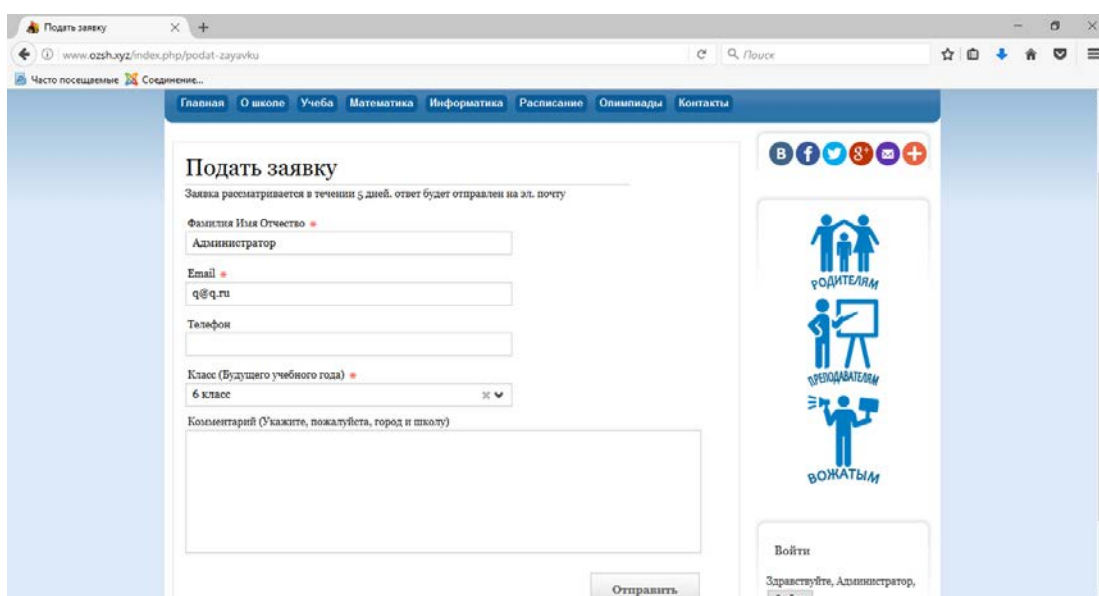 Подать заявку
www.ozsh.xyz/index.php/podat-zayavku
Поиск
Часто посещаемые Соединение...
Главная О школе Учеба Математика Информатика Расписание Олимпиады Контакты
Подать заявку
Заявка рассматривается в течении 5 дней. ответ будет отправлен на эл. почту
Фамилия Имя Отчество *
Администратор
Email *
q@q.ru
Телефон
Класс (Будущего учебного года) *
6 класс
Комментарий (Укажите, пожалуйста, город и школу)
Отправить
РОДИТЕЛЯМ
ПРЕПОДАВАТЕЛЯМ
ВОЖАТЫМ
Войти
Здравствуйте, Администратор,